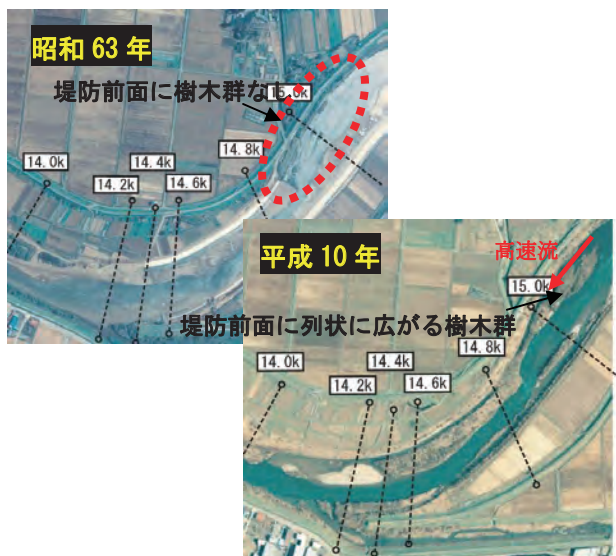 昭和 63 年
堤防前面に樹木群な
15.0k
14.8k
14.0k
14.4k
14.2k
14.6k
平成 10 年
高速流
15.0k
堤防前面に列状に広がる樹木群
14.8k
14.0k
14.4k
14.2k
14.6k